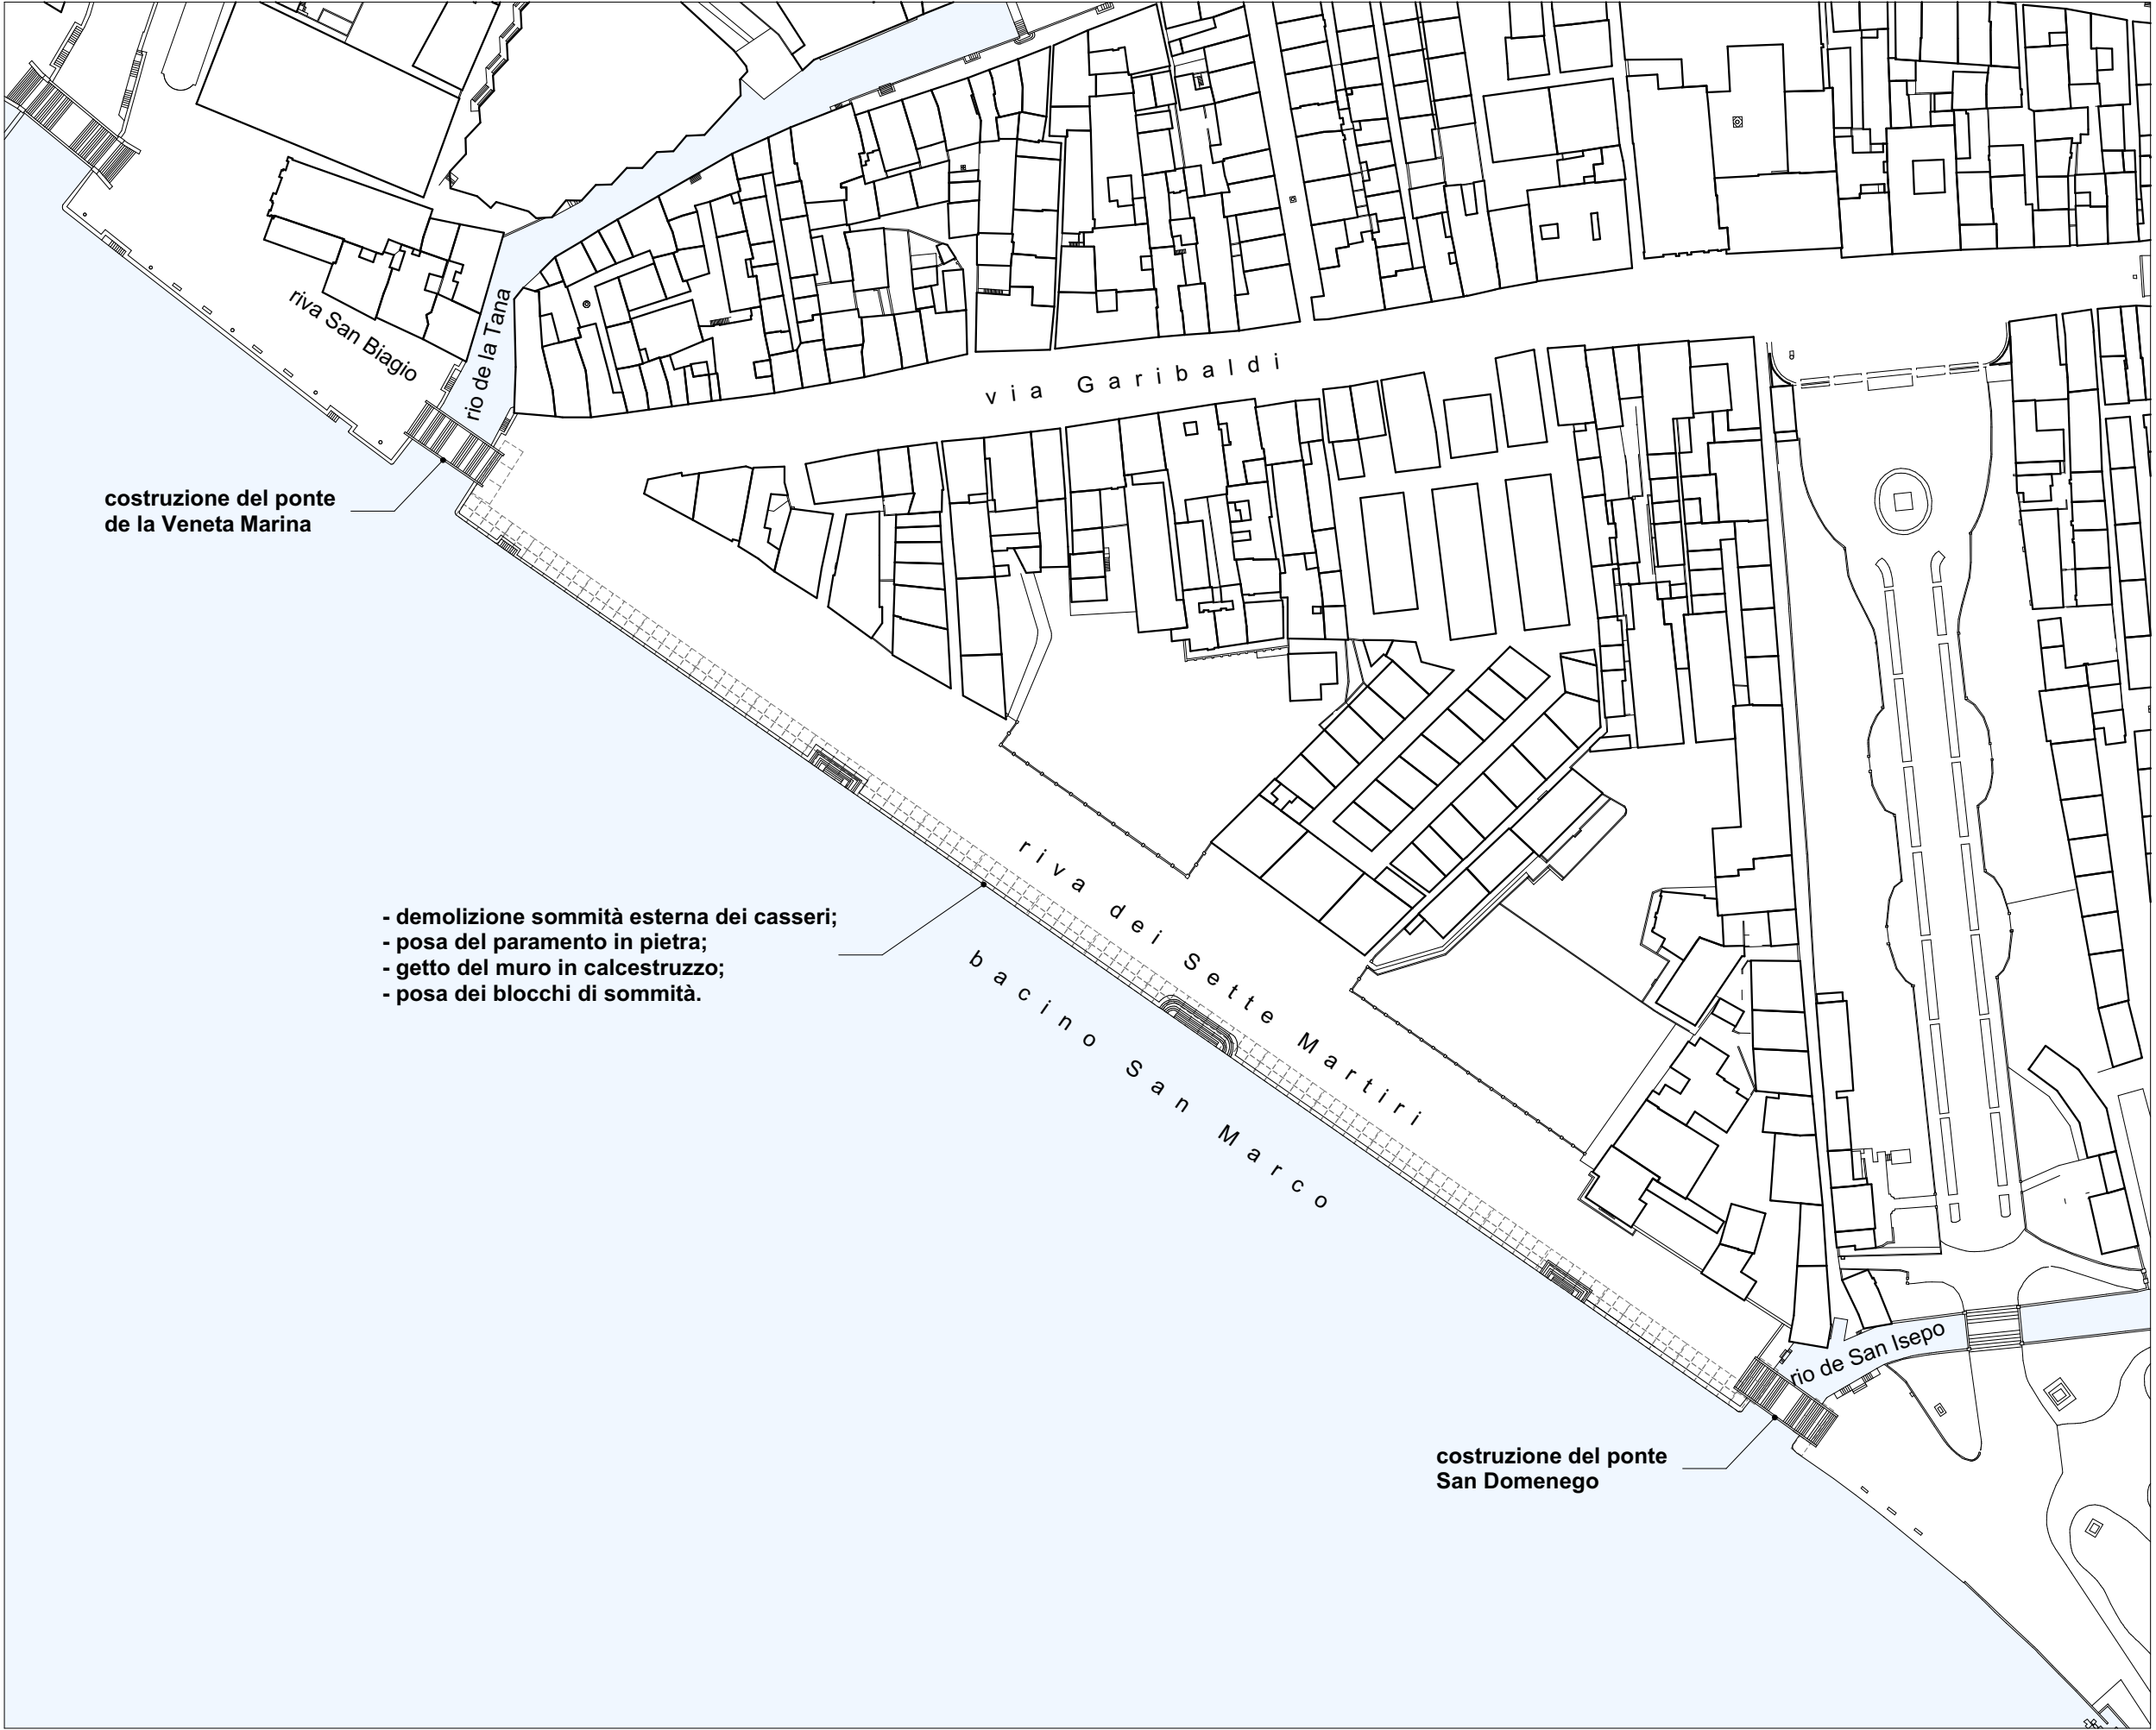 riva San Biagio
rio de la Tana
via Garibaldi
costruzione del ponte
de la Veneta Marina
- demolizione sommità esterna dei casseri;
- posa del paramento in pietra;
- getto del muro in calcestruzzo;
- posa dei blocchi di sommità.
riva dei Sette Martiri
bacino San Marco
rio de San Isepo
costruzione del ponte
San Domenego